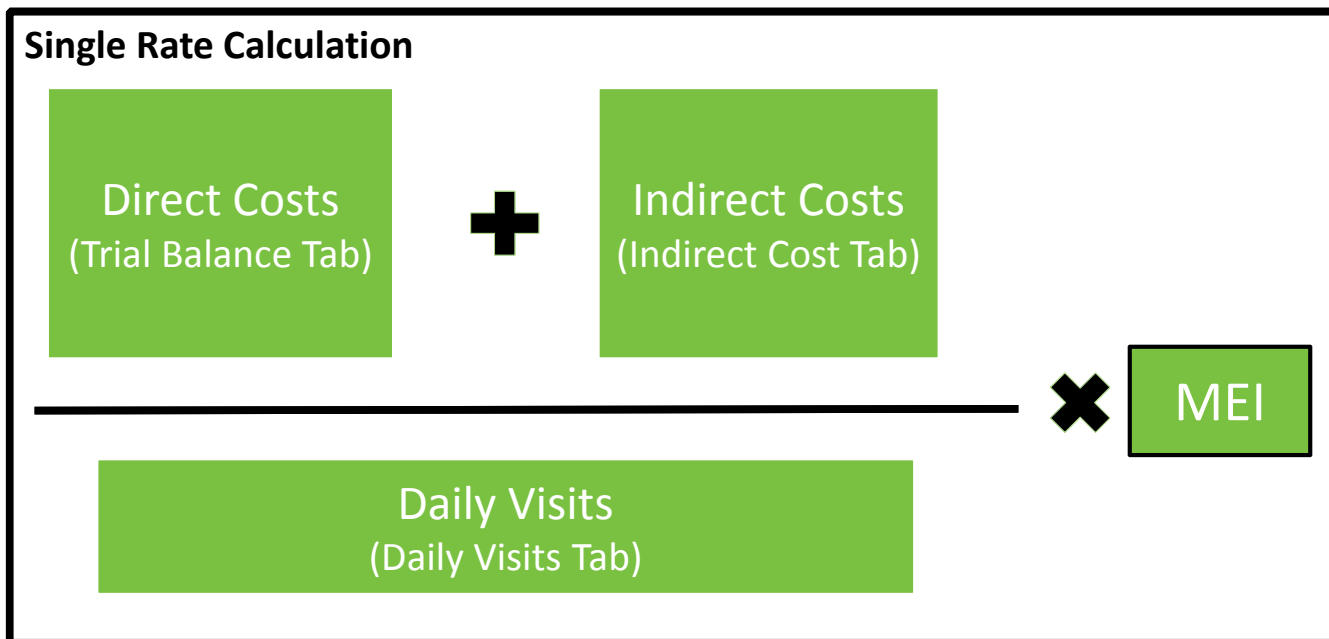 Single Rate Calculation
Direct Costs
(Trial Balance Tab)
Indirect Costs
(Indirect Cost Tab)
MEI
Daily Visits
(Daily Visits Tab)